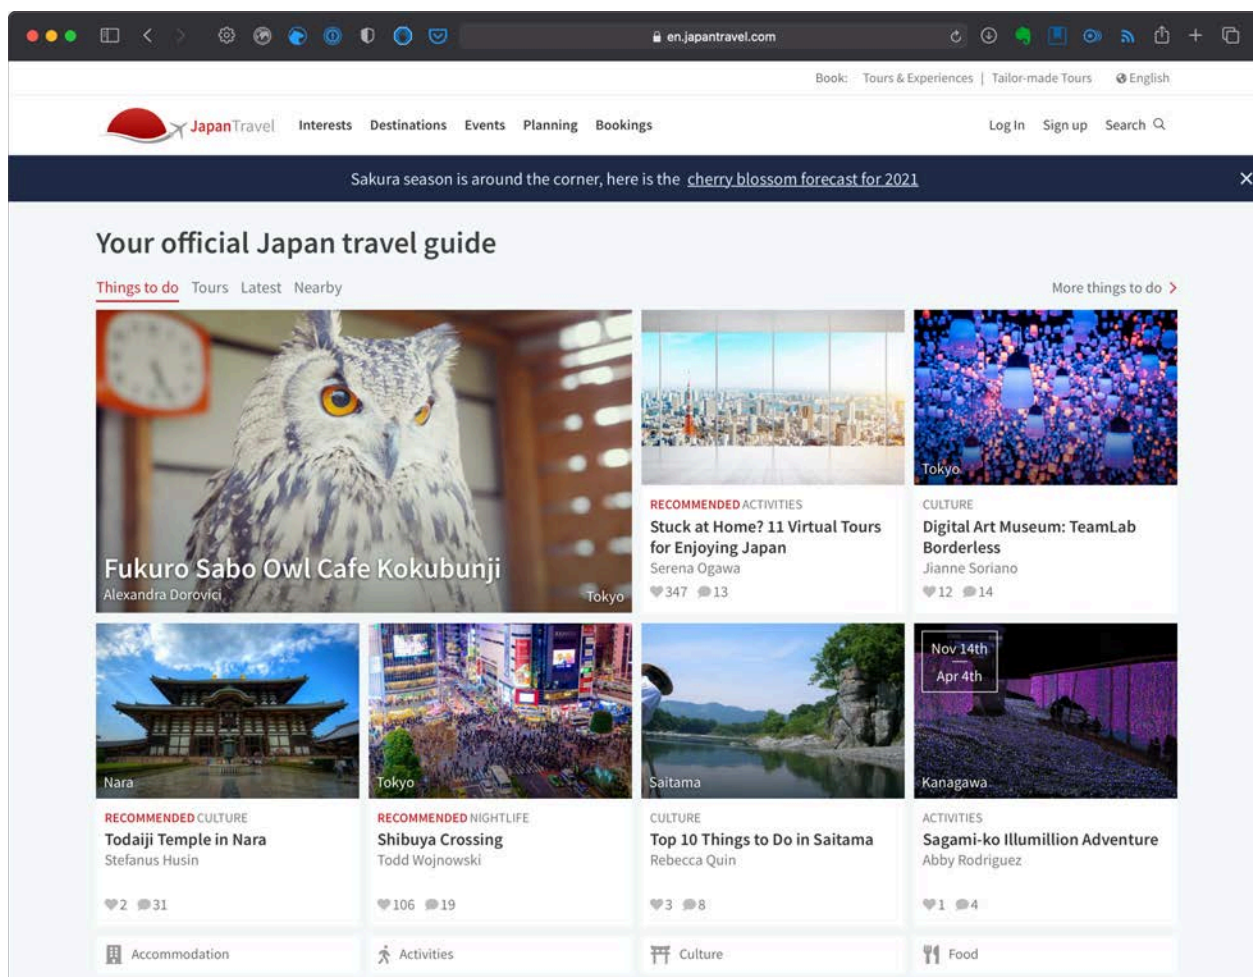 en.japantravel.com
Book: Tours & Experiences | Tailor-made Tours English
JapanTravel Interests Destinations Events Planning Bookings Log In Sign up Search
Sakura season is around the corner, here is the cherry blossom forecast for 2021
Your official Japan travel guide
Things to do Tours Latest Nearby More things to do
Fukuro Sabo Owl Cafe Kokubunji
Alexandra Dorovici Tokyo
RECOMMENDED ACTIVITIES
Stuck at Home? 11 Virtual Tours
for Enjoying Japan
Serena Ogawa
347 13
Tokyo
CULTURE
Digital Art Museum: TeamLab
Borderless
Jianne Soriano
12 14
Nara
RECOMMENDED CULTURE
Todaiji Temple in Nara
Stefanus Husin
2 31
Tokyo
RECOMMENDED NIGHTLIFE
Shibuya Crossing
Todd Wojnowski
106 19
Saitama
CULTURE
Top 10 Things to Do in Saitama
Rebecca Quin
3 8
Nov 14th
Apr 4th
Kanagawa
ACTIVITIES
Sagami-ko Illumillion Adventure
Abby Rodriguez
1 4
Accommodation Activities Culture Food